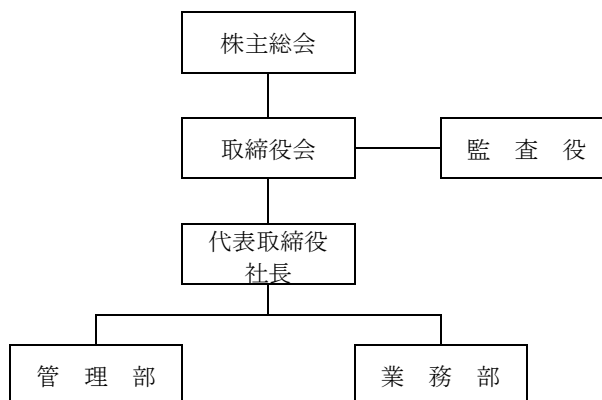 株主総会
取締役会
監　査　役
代表取締役
社長
管　理　部
業　務　部